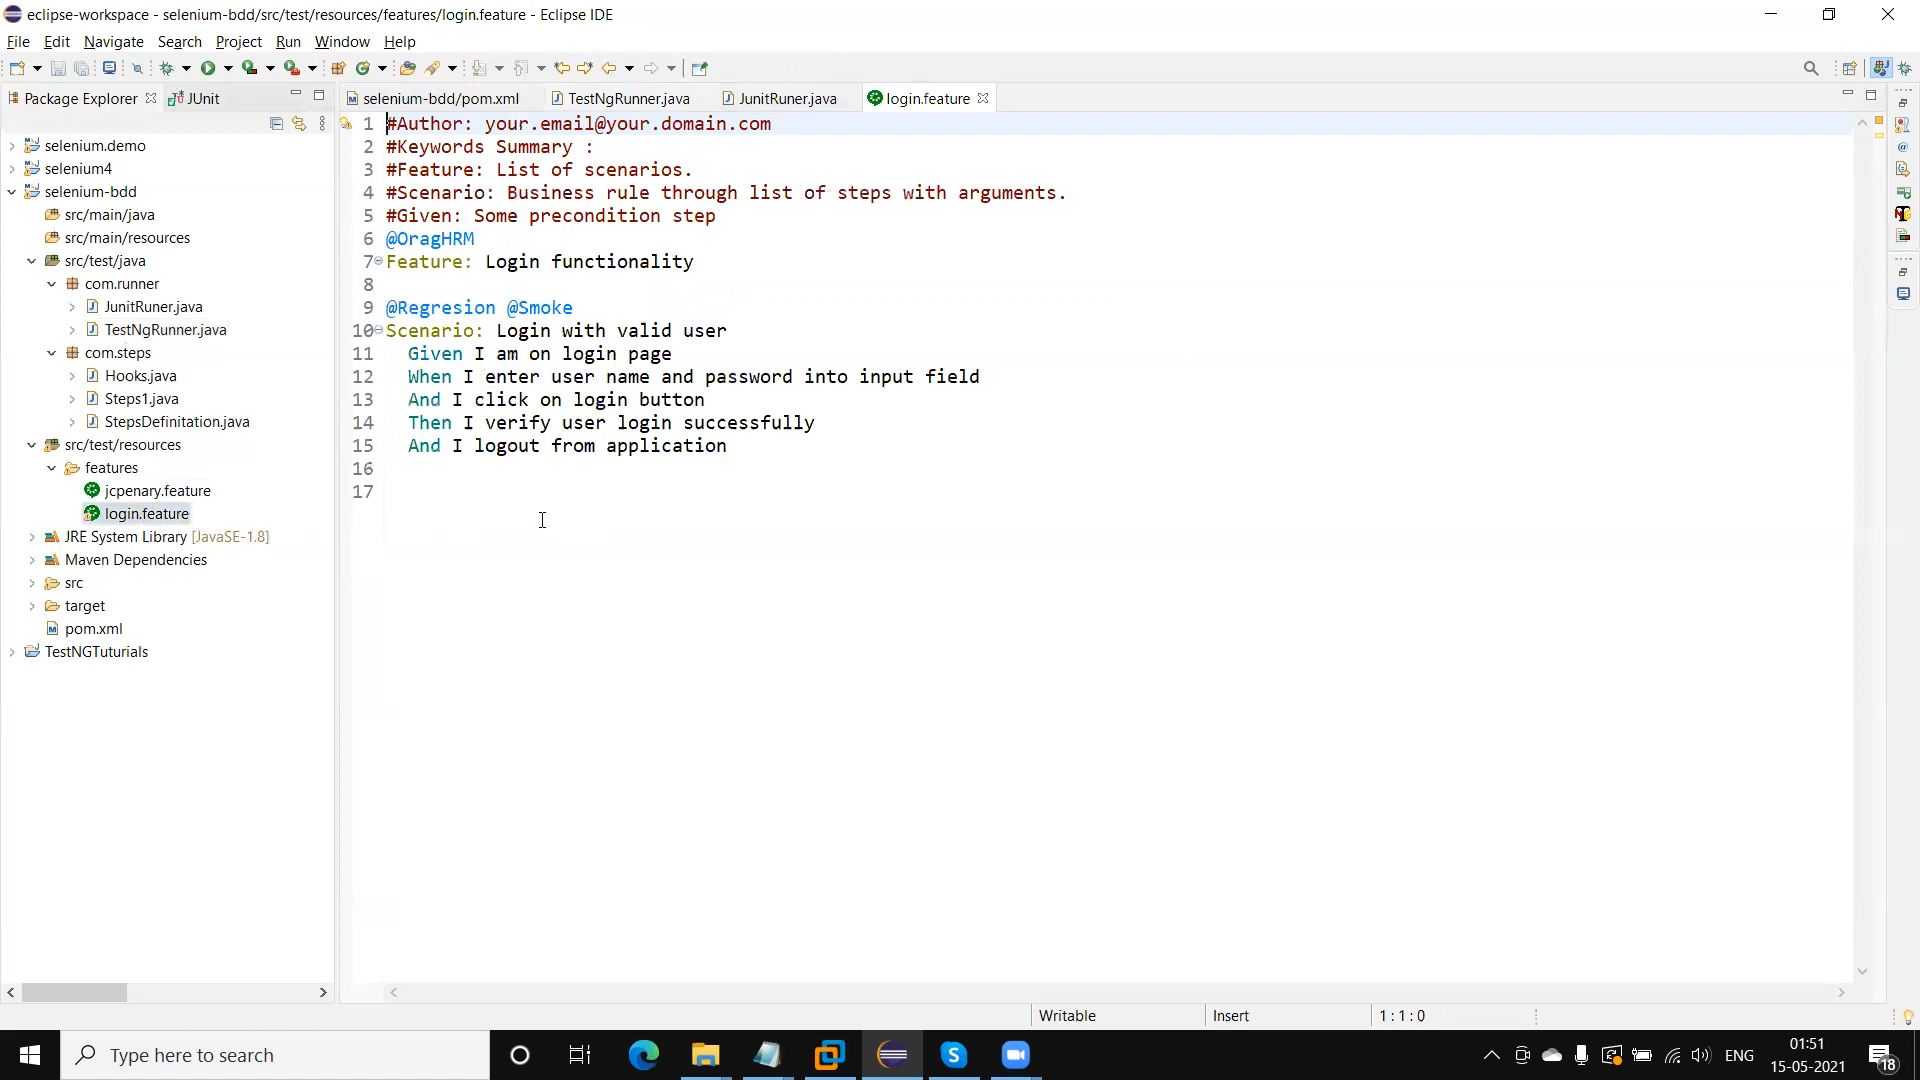 eclipse-workspace - selenium-bdd/src/test/resources/features/login.feature - Eclipse IDE
File Edit Navigate Search Project Run Window Help
Package Explorer JUnit
selenium-bdd/pom.xml TestNgRunner.java JunitRuner.java login.feature
selenium.demo
selenium4
selenium-bdd
src/main/java
src/main/resources
src/test/java
com.runner
JunitRuner.java
TestNgRunner.java
com.steps
Hooks.java
Steps1.java
StepsDefinitation.java
src/test/resources
features
jcpenary.feature
login.feature
JRE System Library [JavaSE-1.8]
Maven Dependencies
src
target
pom.xml
TestNGTuturials
1 #Author: your.email@your.domain.com
2 #Keywords Summary :
3 #Feature: List of scenarios.
4 #Scenario: Business rule through list of steps with arguments.
5 #Given: Some precondition step
6 @OragHRM
7 Feature: Login functionality
8
9 @Regresion @Smoke
10 Scenario: Login with valid user
11 Given I am on login page
12 When I enter user name and password into input field
13 And I click on login button
14 Then I verify user login successfully
15 And I logout from application
16
17
Writable Insert 1 : 1 : 0
Type here to search
ENG
01:51
15-05-2021
18